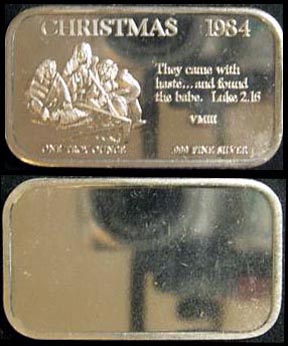 CHRISTMAS 1984
They came with
haste...and found
the babe. Luke 2.16
VMIII
ONE TROY OUNCE .999 FINE SILVER